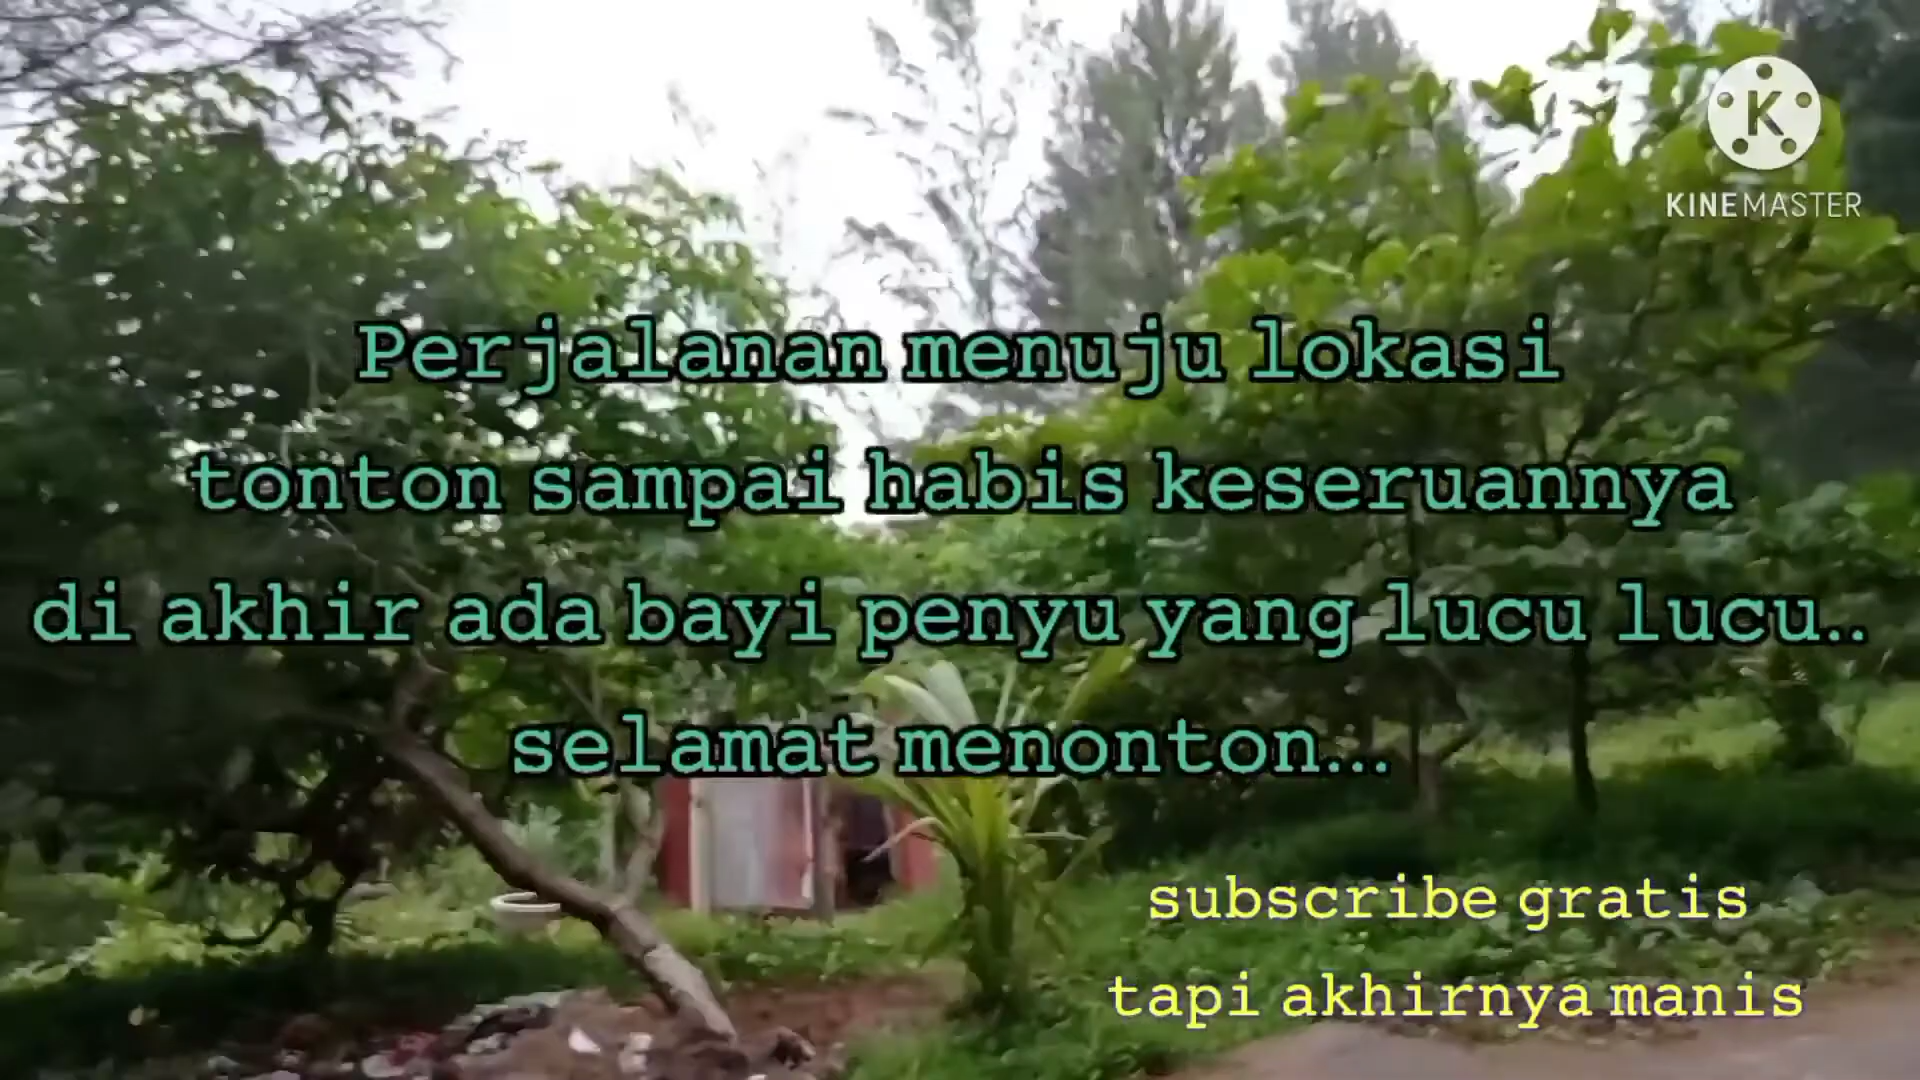 KINEMASTER
Perjalanan menuju lokasi
tonton sampai habis keseruannya
di akhir ada bayi penyu yang lucu lucu..
selamat menonton...
subscribe gratis
tapi akhirnya manis